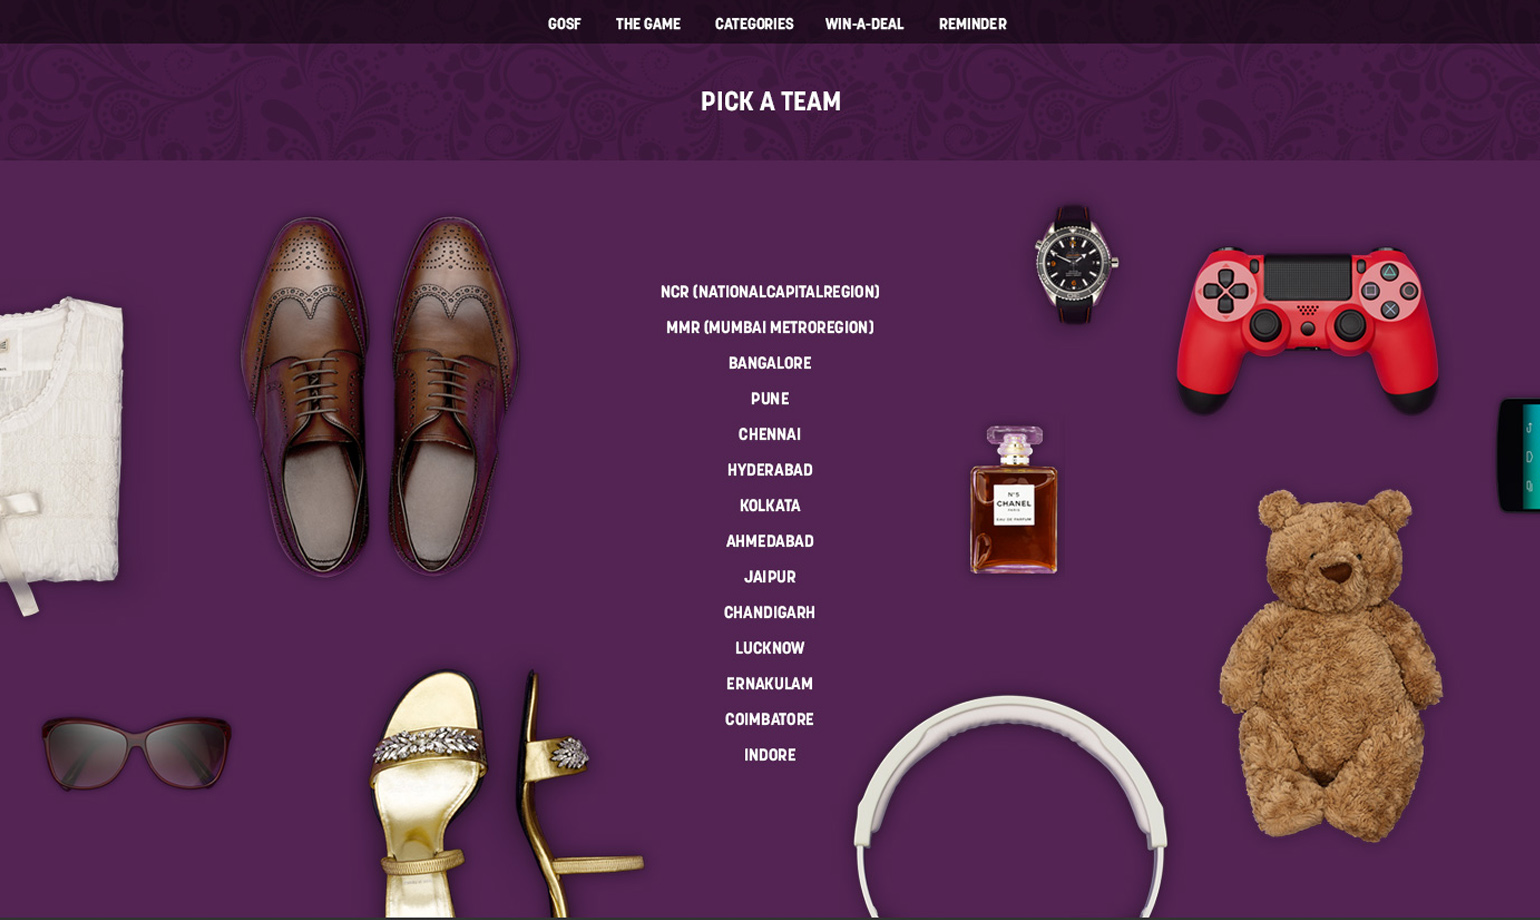 GOSF THE GAME CATEGORIES WIN-A-DEAL REMINDER
PICK A TEAM
NCR (NATIONALCAPITALREGION)
MMR (MUMBAI METROREGION)
BANGALORE
PUNE
CHENNAI
HYDERABAD
KOLKATA
AHMEDABAD
JAIPUR
CHANDIGARH
LUCKNOW
ERNAKULAM
COIMBATORE
INDORE
N°5
CHANEL
PARIS
EAU DE PARFUM